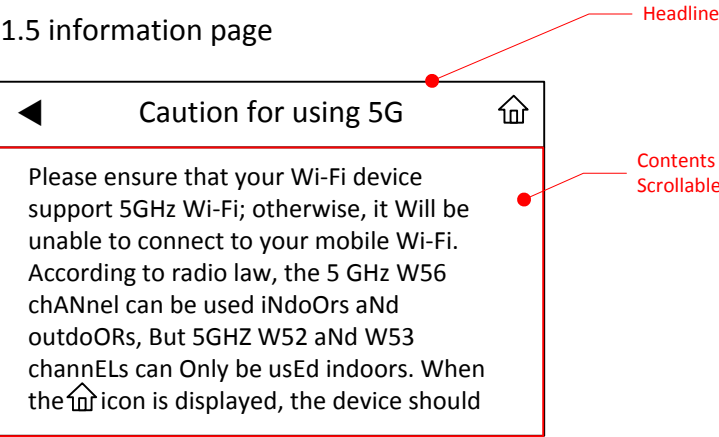 Headline
1.5 information page
Caution for using 5G
Contents
Scrollable
Please ensure that your Wi-Fi device
support 5GHz Wi-Fi; otherwise, it Will be
unable to connect to your mobile Wi-Fi.
According to radio law, the 5 GHz W56
chANnel can be used iNdoOrs aNd
outdoORs, But 5GHZ W52 aNd W53
channELs can Only be usEd indoors. When
the icon is displayed, the device should